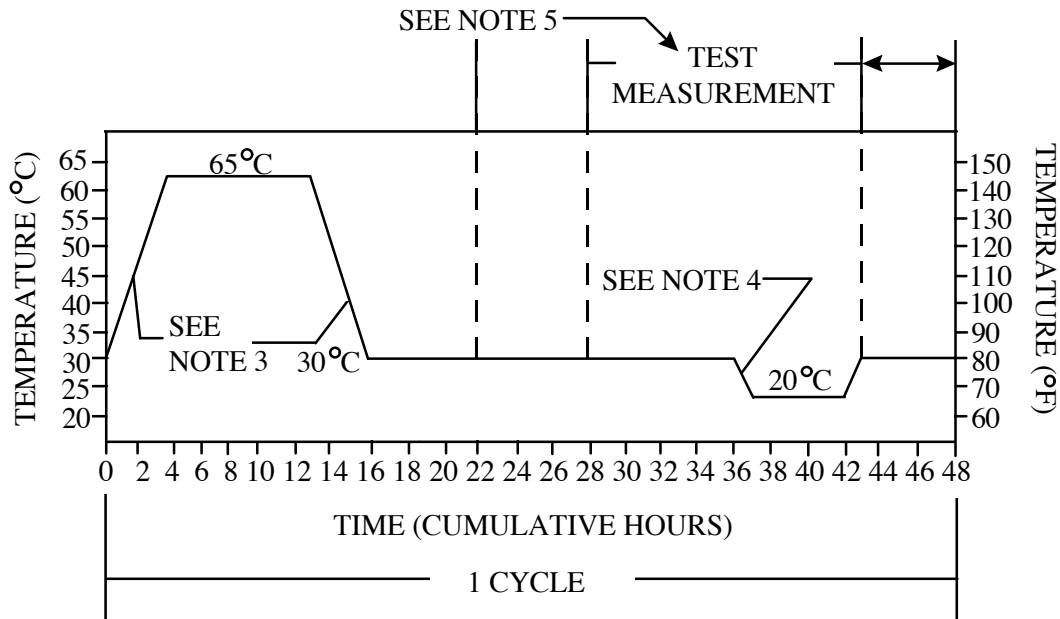 SEE NOTE 5
TEST
MEASUREMENT
TEMPERATURE (°C)
65
60
55
50
45
40
35
30
25
20
65°C
SEE
NOTE 3
30°C
SEE NOTE 4
20°C
150
140
130
120
110
100
90
80
70
60
TEMPERATURE (°F)
0 2 4 6 8 10 12 14 16 18 20 22 24 26 28 30 32 34 36 38 40 42 44 46 48
TIME (CUMULATIVE HOURS)
1 CYCLE